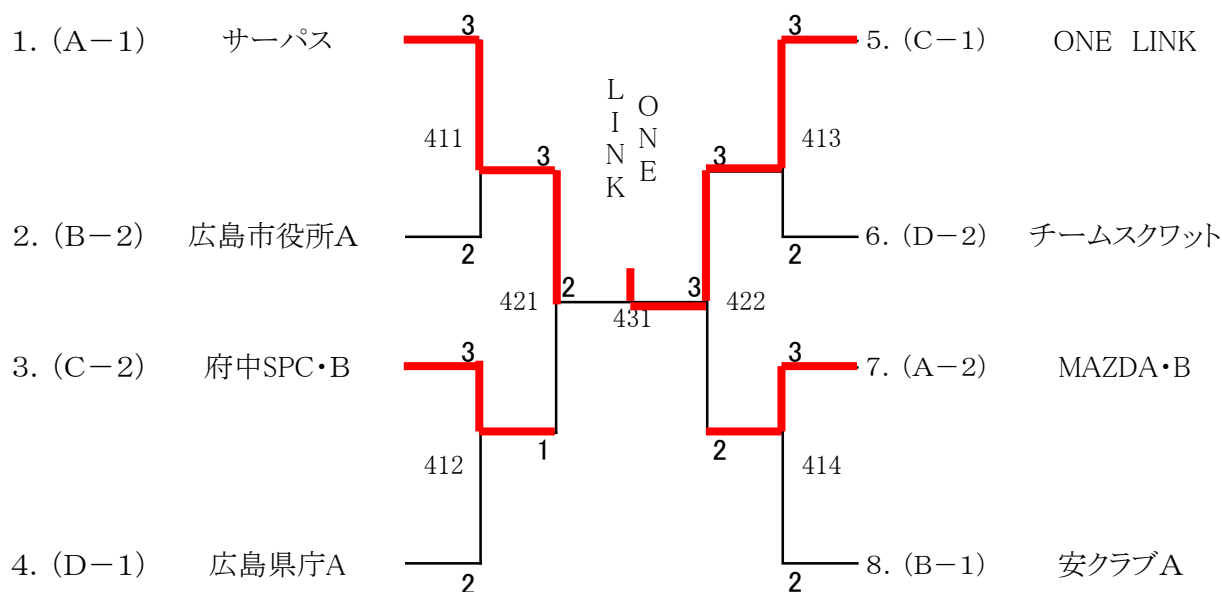 3 3
1. (A-1) サーパス 5. (C-1) ONE LINK
LINK
ONE
411 3 3 413
2. (B-2) 広島市役所A 6. (D-2) チームスクワット
2 2
421 2 3 422
431
3 3
3. (C-2) 府中SPC・B 7. (A-2) MAZDA・B
412 1 2 414
4. (D-1) 広島県庁A 8. (B-1) 安クラブA
2 2